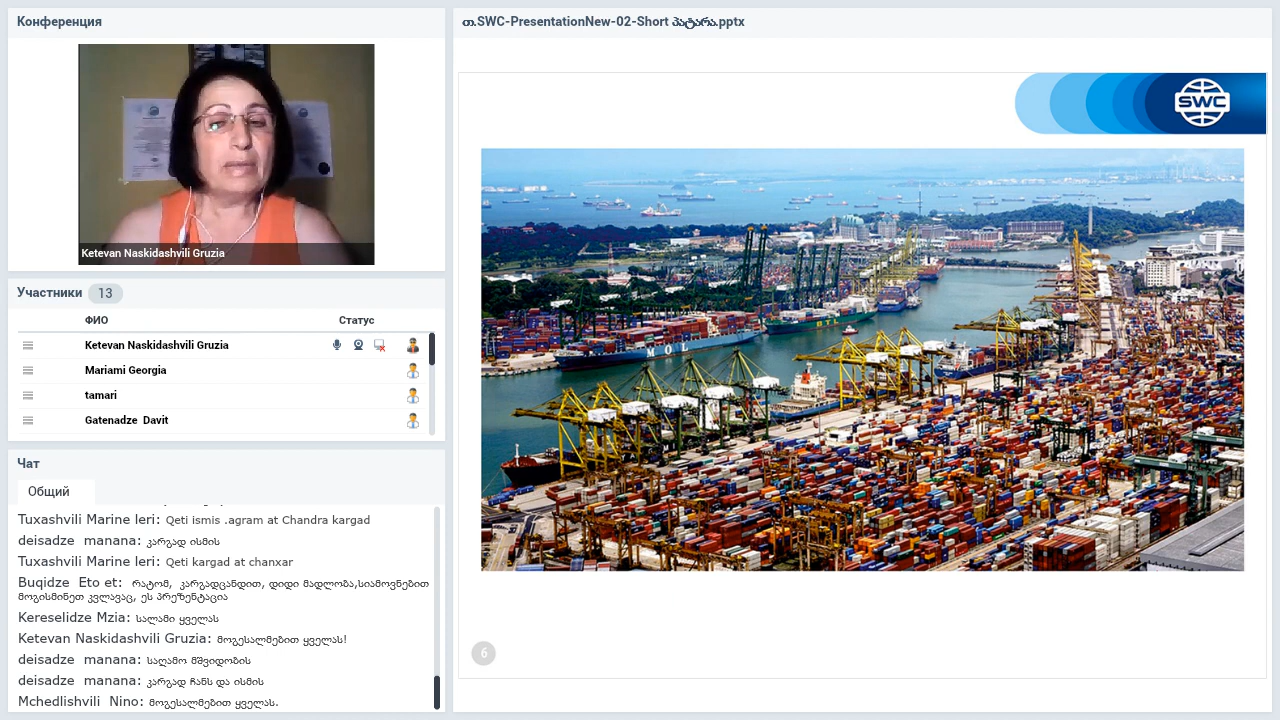 Конференция
Ketevan Naskidashvili Gruzia
Участники 13
ФИО Статус
Ketevan Naskidashvili Gruzia
Mariami Georgia
tamari
Gatenadze Davit
Чат
Общий
Tuxashvili Marine leri: Qeti ismis .agram at Chandra kargad
deisadze manana: კარგად ისმის
Tuxashvili Marine leri: Qeti kargad at chanxar
Buqidze Eto et: რატომ, კარგადცანდით, დიდი მადლობა,სიამოვნებით
მოგისმინეთ კვლავაც, ეს პრეზენტაცია
Kereselidze Mzia: სალამი ყველას
Ketevan Naskidashvili Gruzia: მოგესალმებით ყველას!
deisadze manana: საღამო მშვიდობის
deisadze manana: კარგად ჩანს და ისმის
Mchedlishvili Nino: მოგესალმებით ყველას.
თ.SWC-PresentationNew-02-Short პატარა.pptx
SWC
MOL
6